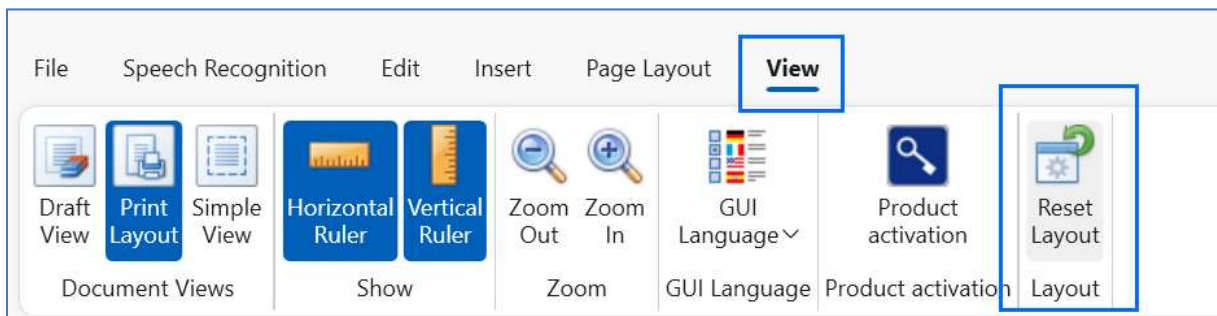 File Speech Recognition Edit Insert Page Layout View
Draft Print Simple Horizontal Vertical Zoom Zoom GUI Product Reset
View Layout View Ruler Ruler Out In Language activation Layout
Document Views Show Zoom GUI Language Product activation Layout